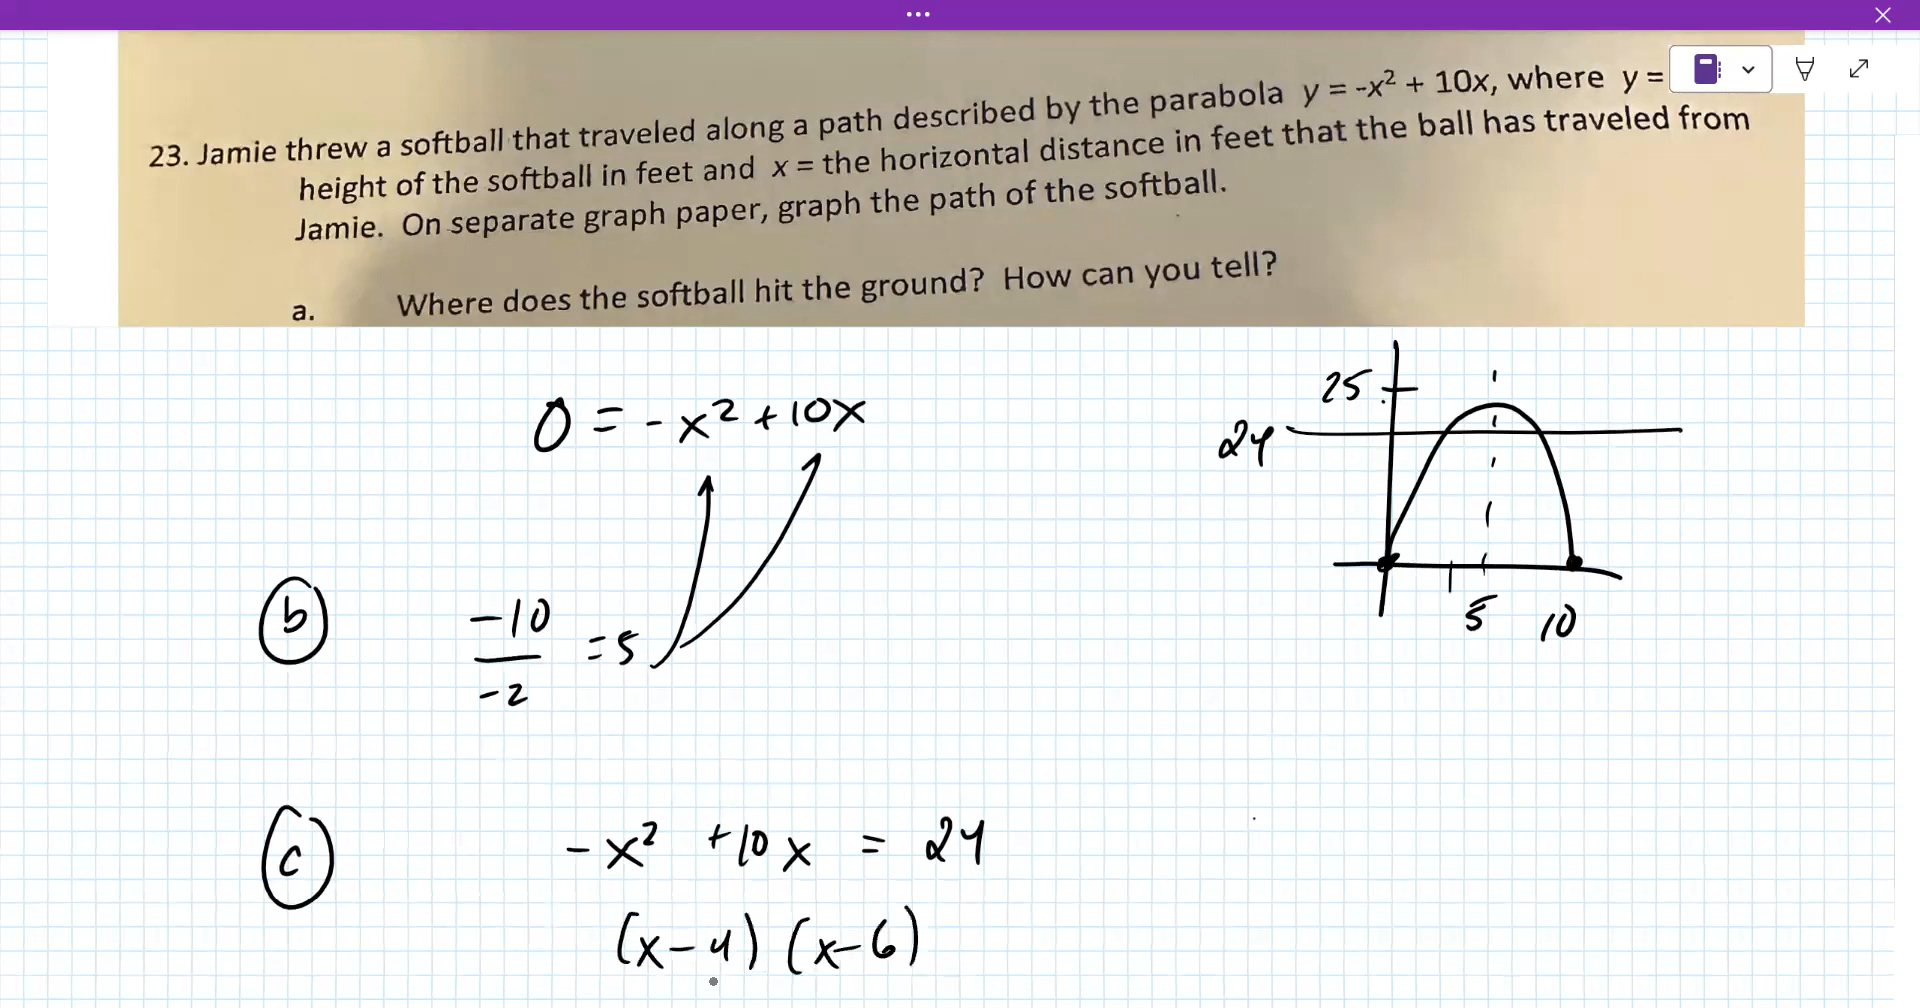 23. Jamie threw a softball that traveled along a path described by the parabola y = -x² + 10x, where y =
height of the softball in feet and x = the horizontal distance in feet that the ball has traveled from
Jamie. On separate graph paper, graph the path of the softball.
a. Where does the softball hit the ground? How can you tell?
0 = -x² + 10x
25
24
5 10
b -10/-2 = 5
c -x² + 10x = 24
(x-4) (x-6)